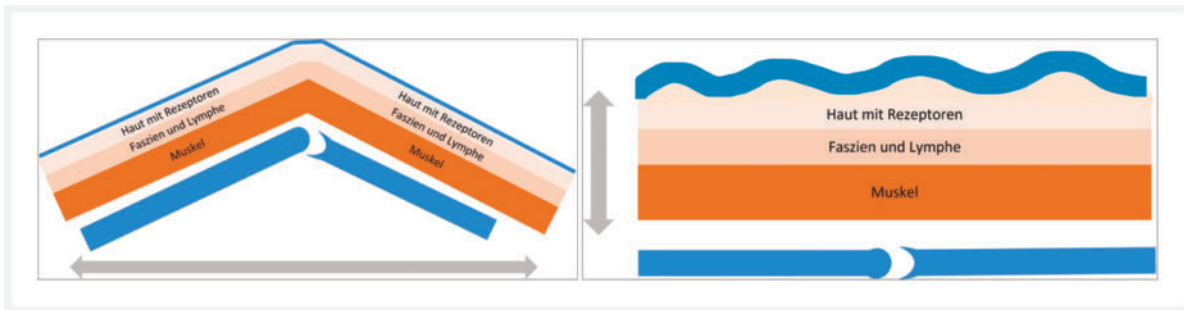 Haut mit Rezeptoren
Faszien und Lymphe
Muskel
Haut mit Rezeptoren
Faszien und Lymphe
Muskel
Haut mit Rezeptoren
Faszien und Lymphe
Muskel